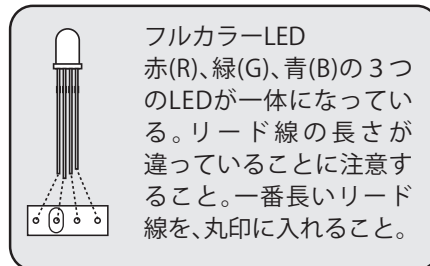 フルカラーLED
赤(R)、緑(G)、青(B)の３つ
のLEDが一体になってい
る。リード線の長さが
違っていることに注意す
ること。一番長いリード
線を、丸印に入れること。